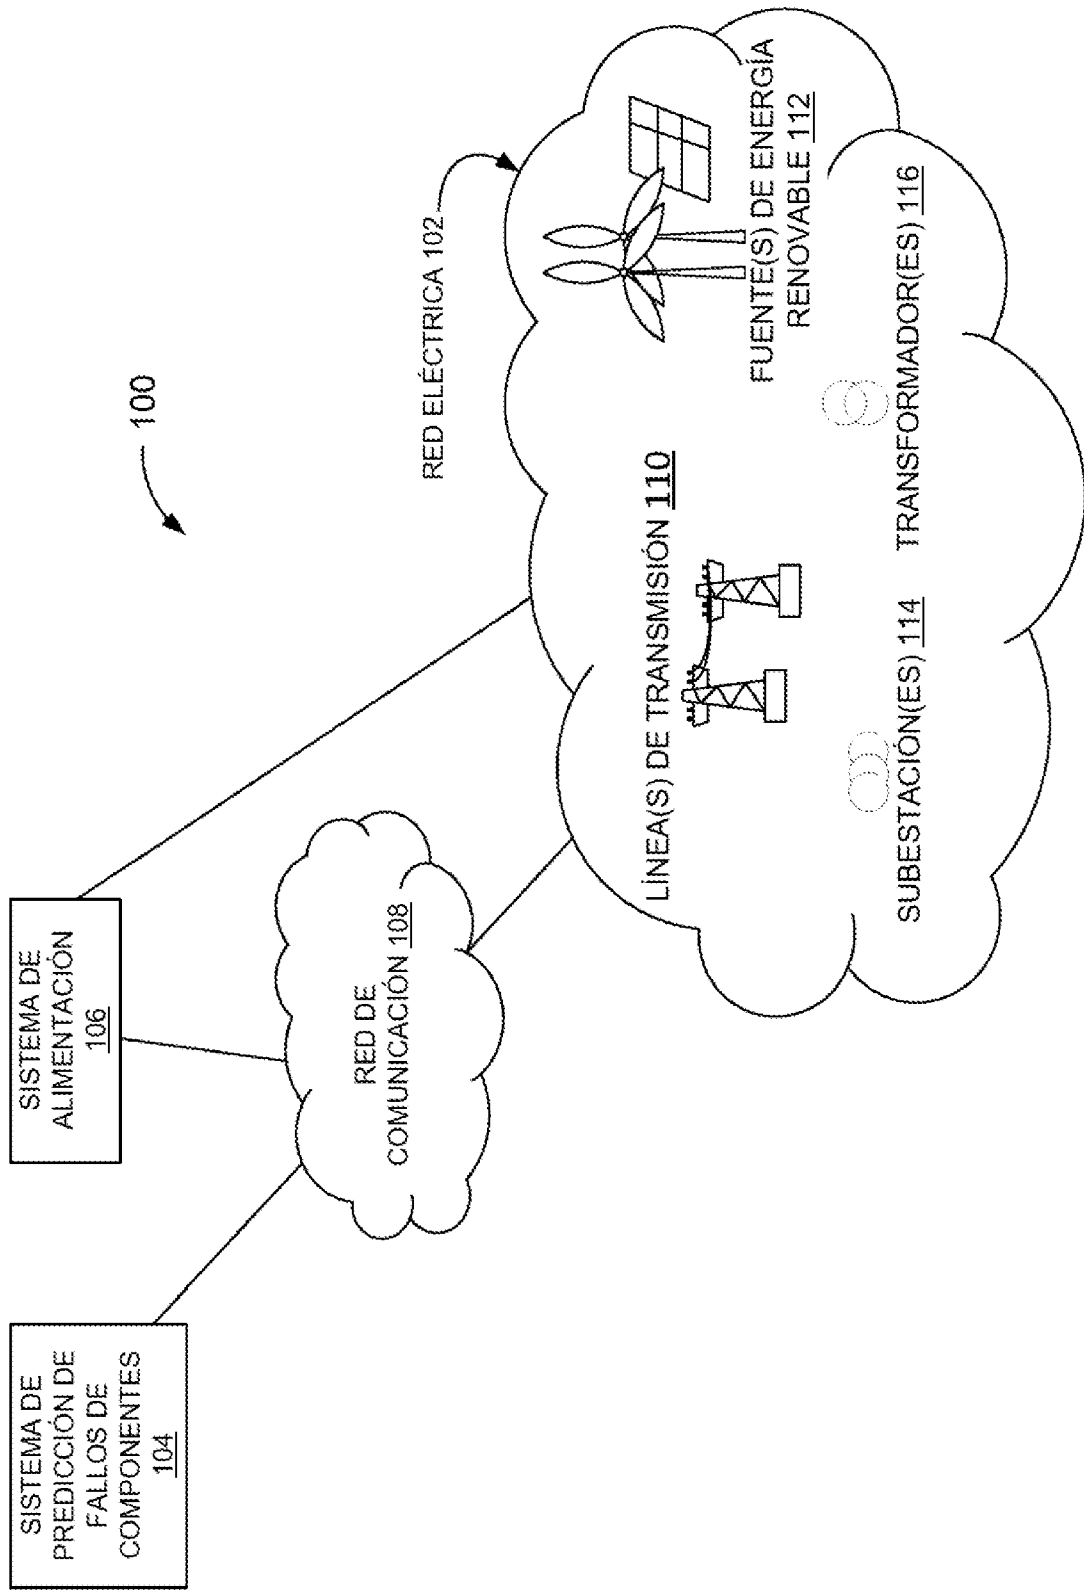 100
SISTEMA DE
PREDICCIÓN DE
FALLOS DE
COMPONENTES
104
SISTEMA DE
ALIMENTACIÓN
106
RED DE
COMUNICACIÓN 108
RED ELÉCTRICA 102
LÍNEA(S) DE TRANSMISIÓN 110
FUENTE(S) DE ENERGÍA
RENOVABLE 112
SUBESTACIÓN(ES) 114
TRANSFORMADOR(ES) 116